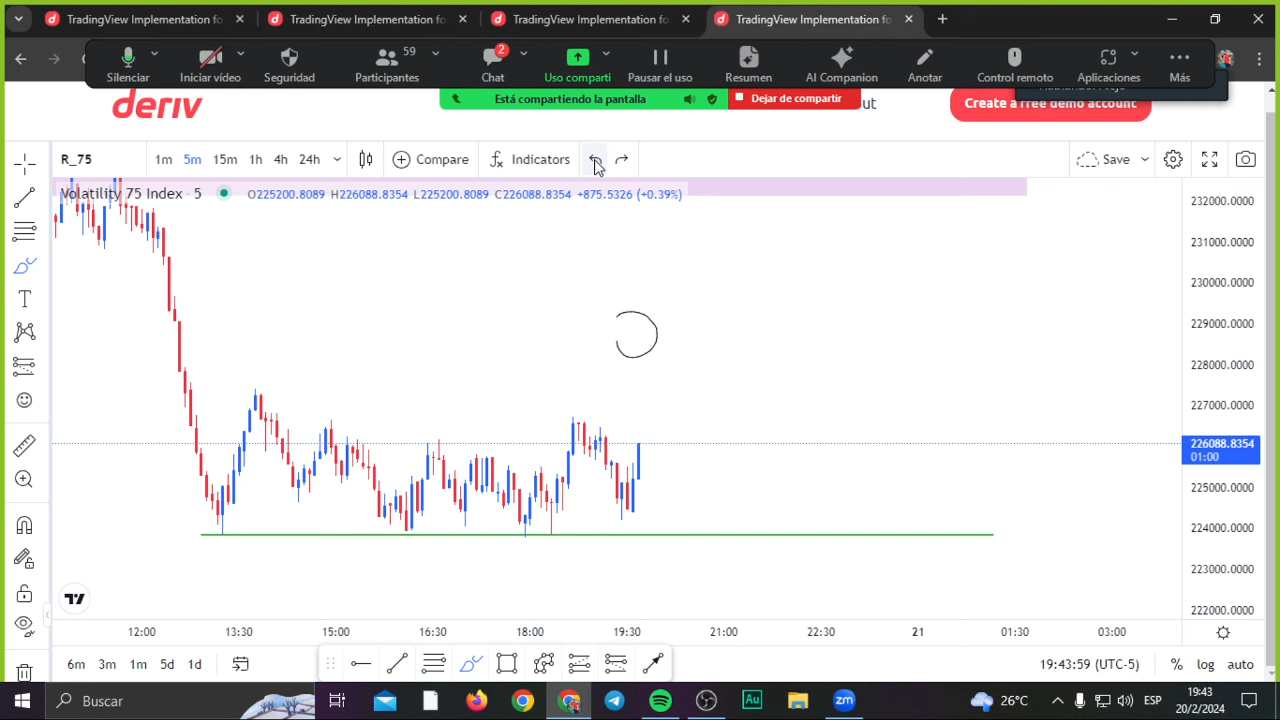 TradingView Implementation fo
TradingView Implementation fo
TradingView Implementation fo
TradingView Implementation fo
59
2
Silenciar
Iniciar vídeo
Seguridad
Participantes
Chat
Uso comparti
Pausar el uso
Resumen
AI Companion
Anotar
Control remoto
Aplicaciones
Más
Está compartiendo la pantalla
Dejar de compartir
out
deriv
Create a free demo account
R_75
1m 5m 15m 1h 4h 24h
Compare
Indicators
Save
Volatility 75 Index · 5
O225200.8089 H226088.8354 L225200.8089 C226088.8354 +875.5326 (+0.39%)
232000.0000
231000.0000
230000.0000
229000.0000
228000.0000
227000.0000
226088.8354
01:00
225000.0000
224000.0000
223000.0000
222000.0000
12:00 13:30 15:00 16:30 18:00 19:30 21:00 22:30 21 01:30 03:00
6m 3m 1m 5d 1d
19:43:59 (UTC-5)
% log auto
Buscar
Au
zm
26°C
ESP
19:43
20/2/2024